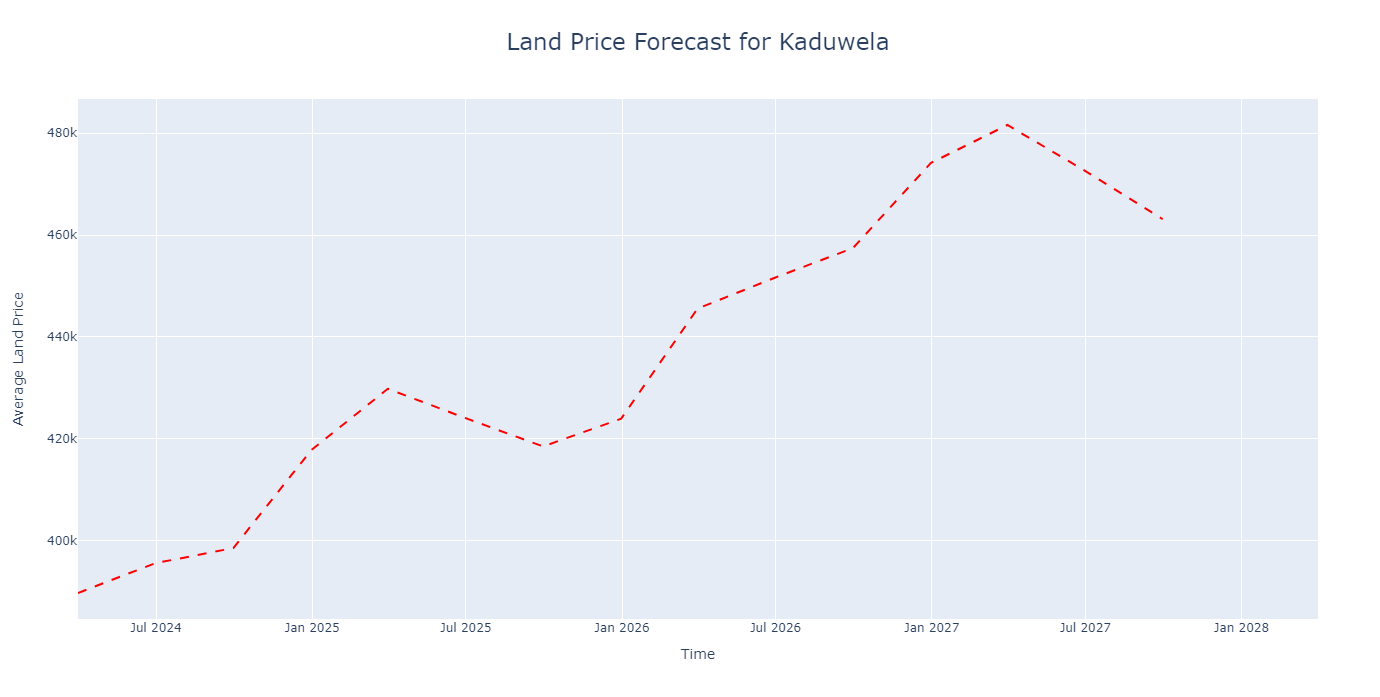 Land Price Forecast for Kaduwela
480k
460k
440k
420k
400k
Average Land Price
Jul 2024 Jan 2025 Jul 2025 Jan 2026 Jul 2026 Jan 2027 Jul 2027 Jan 2028
Time